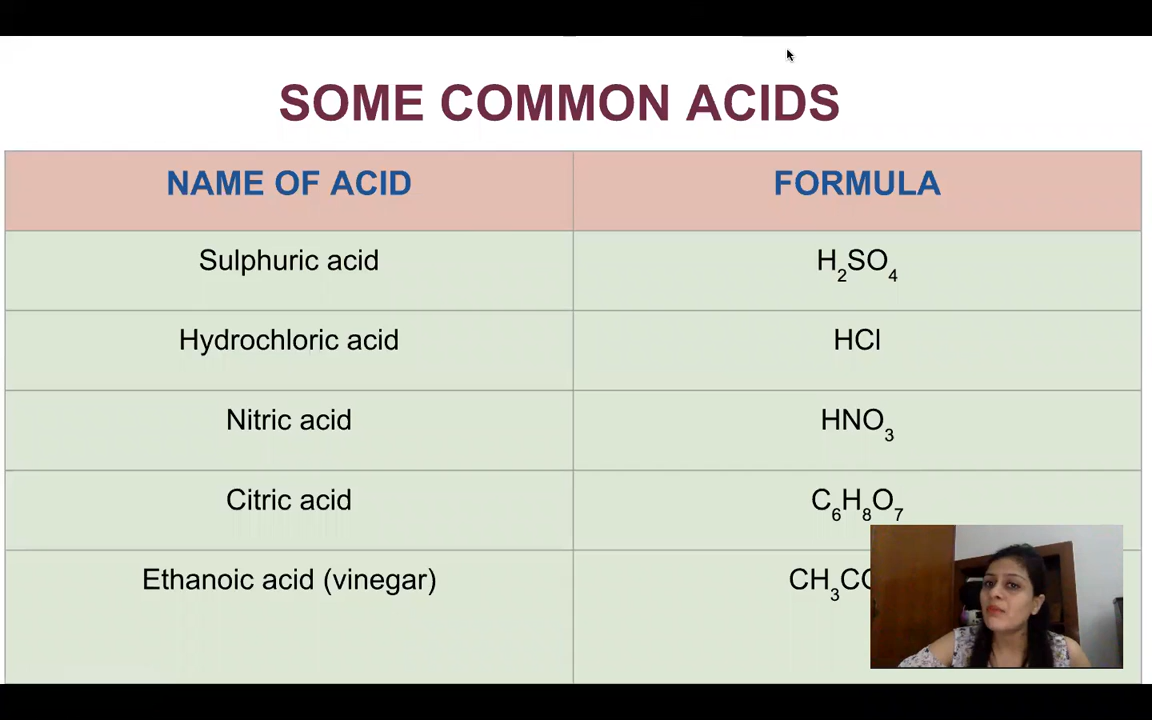 SOME COMMON ACIDS
NAME OF ACID FORMULA
Sulphuric acid H₂SO₄
Hydrochloric acid HCl
Nitric acid HNO₃
Citric acid C₆H₈O₇
Ethanoic acid (vinegar)